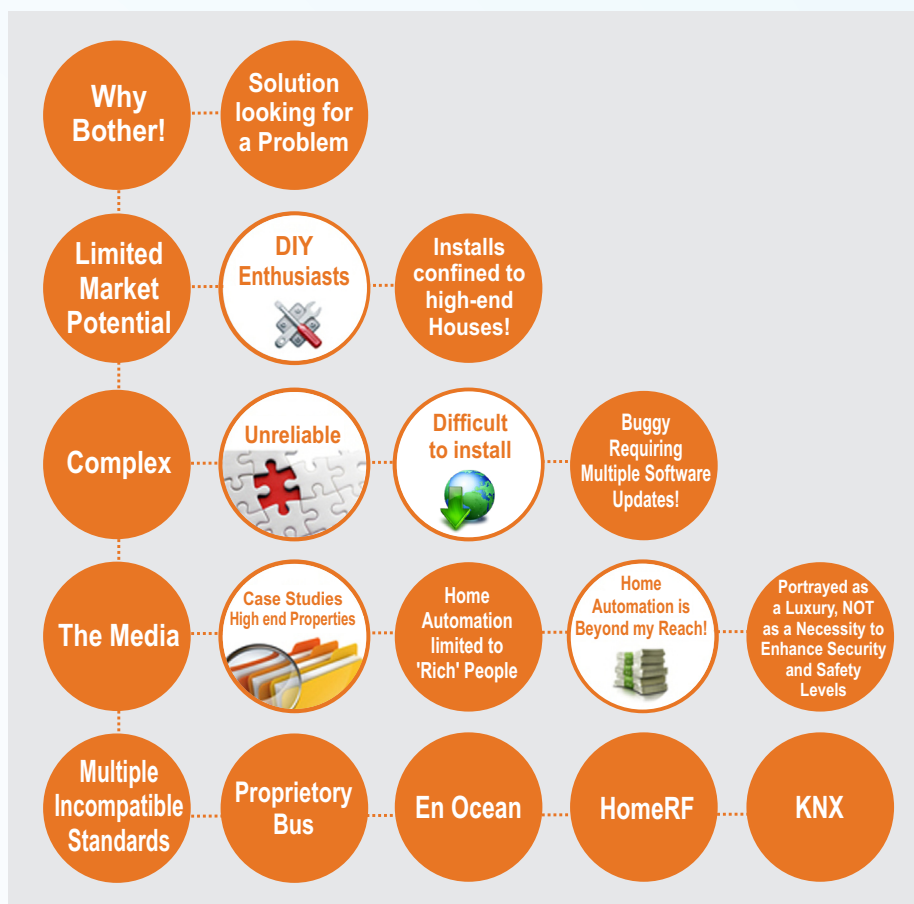 Why
Bother!
Solution
looking for
a Problem
Limited
Market
Potential
DIY
Enthusiasts
Installs
confined to
high-end
Houses!
Complex
Unreliable
Difficult
to install
Buggy
Requiring
Multiple Software
Updates!
The Media
Case Studies
High end Properties
Home
Automation
limited to
'Rich' People
Home
Automation is
Beyond my Reach!
Portrayed as
a Luxury, NOT
as a Necessity to
Enhance Security
and Safety
Levels
Multiple
Incompatible
Standards
Proprietory
Bus
En Ocean
HomeRF
KNX